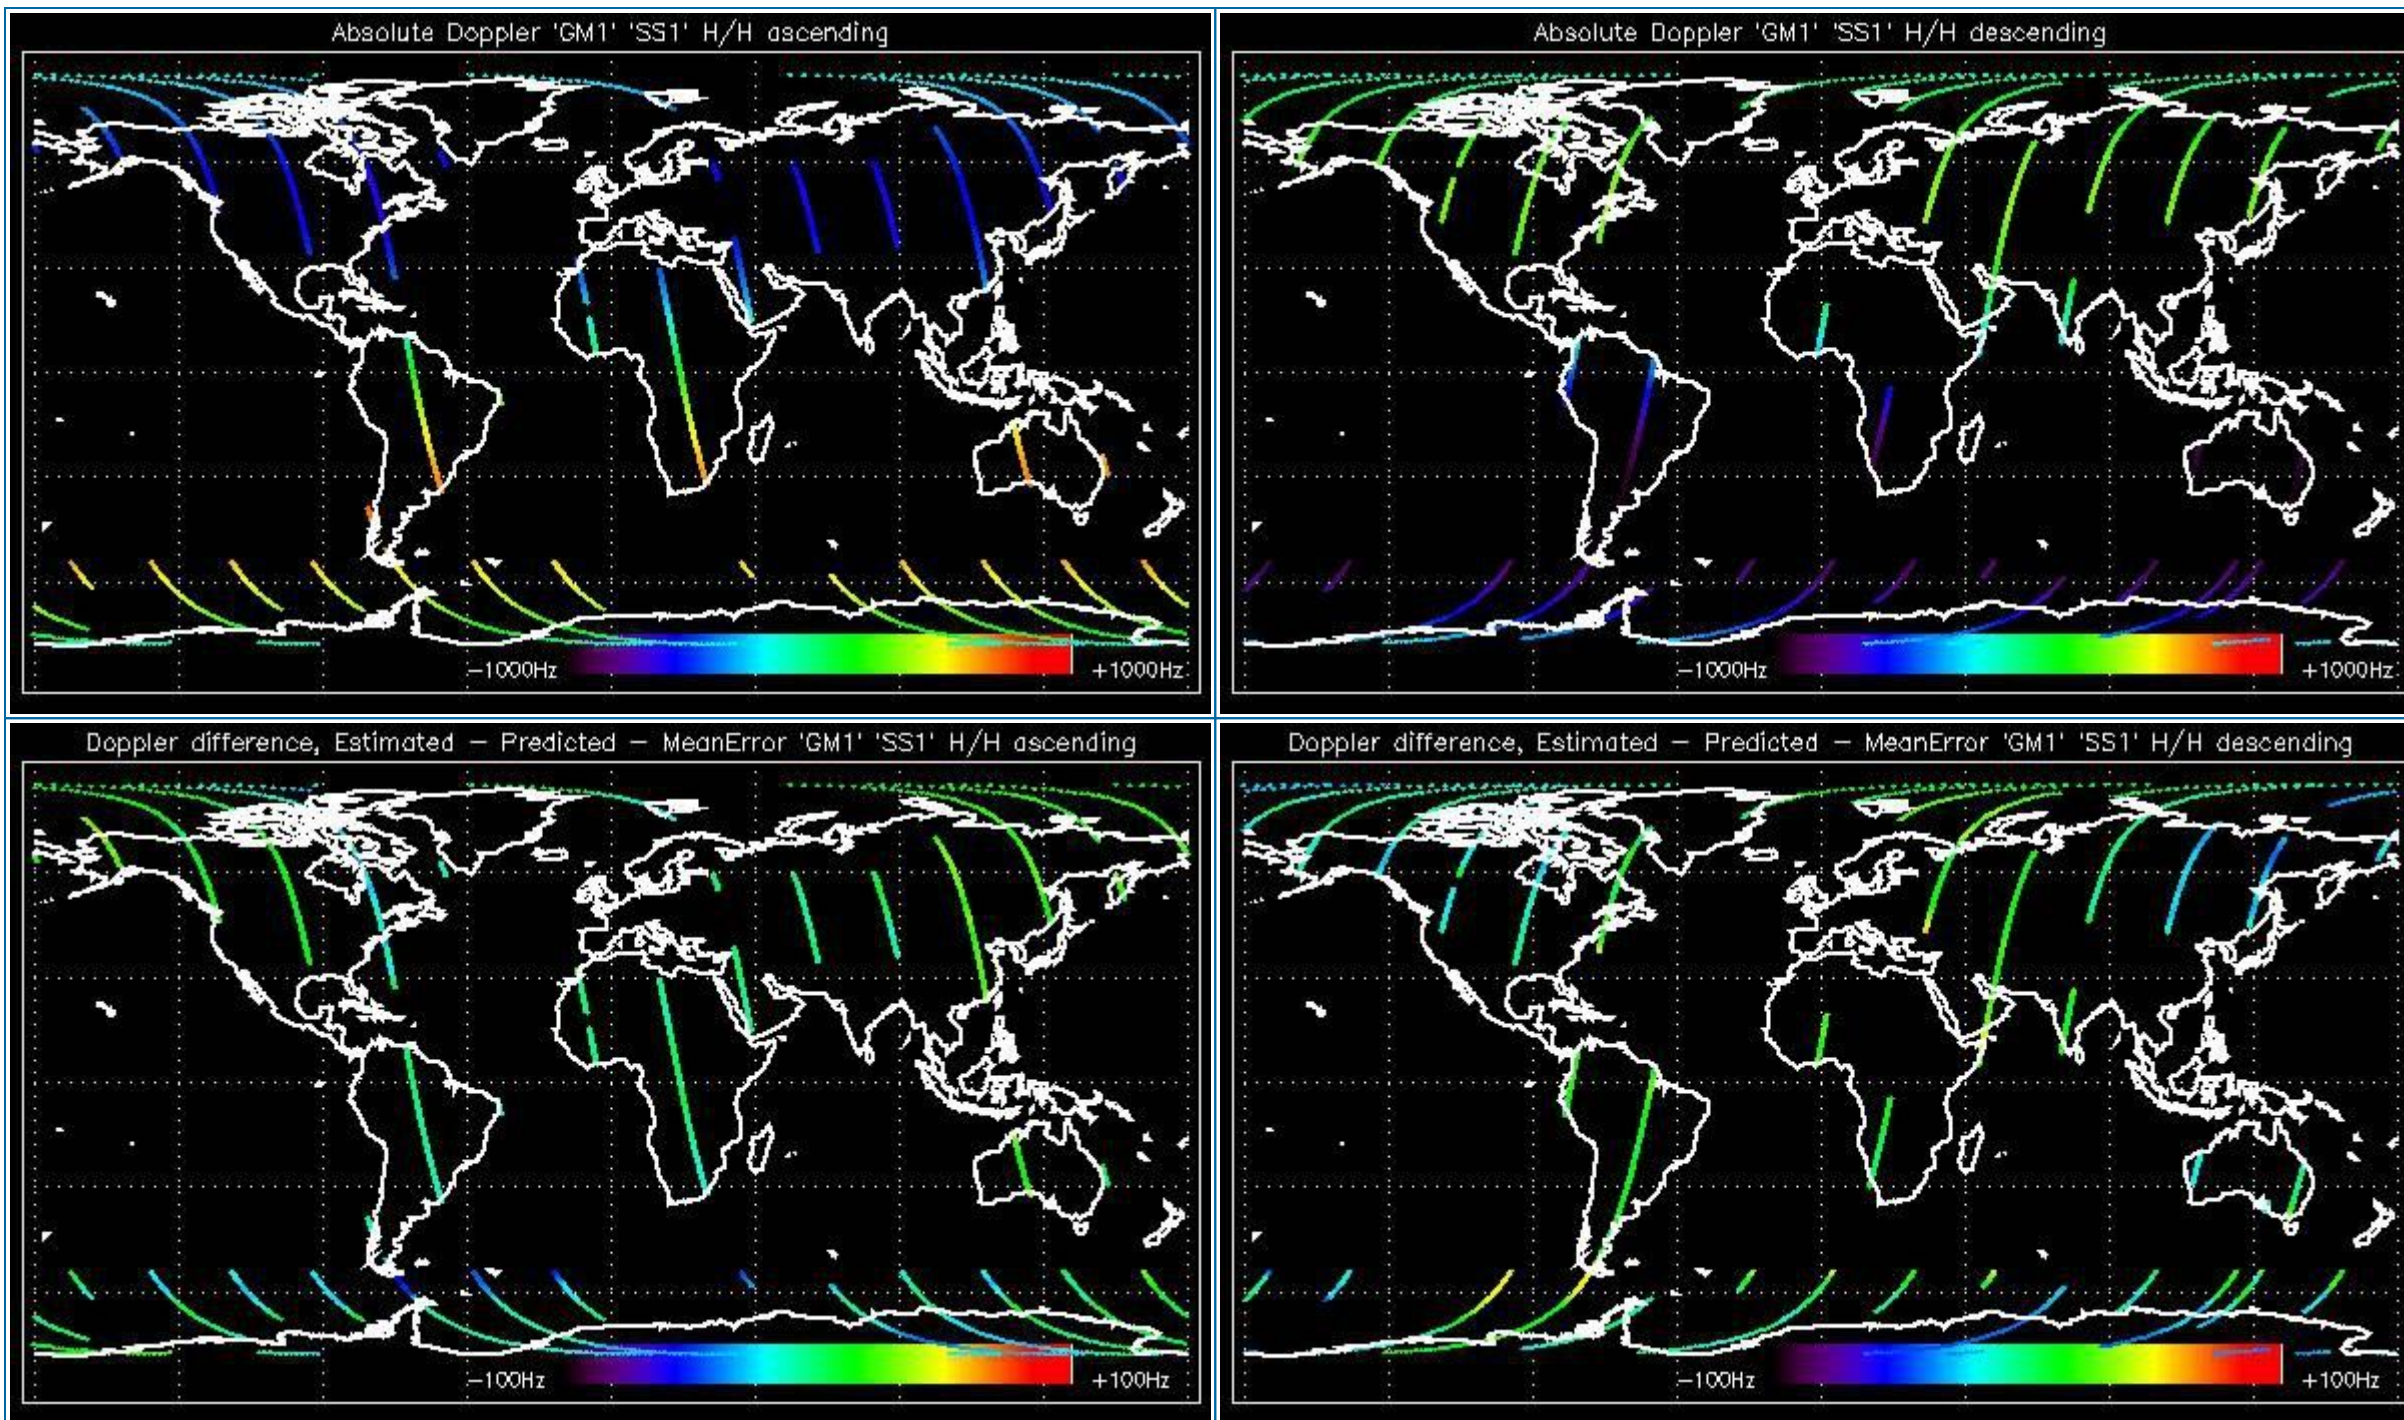 Absolute Doppler 'GM1' 'SS1' H/H ascending
-1000Hz
+1000Hz
Absolute Doppler 'GM1' 'SS1' H/H descending
-1000Hz
+1000Hz
Doppler difference, Estimated - Predicted - MeanError 'GM1' 'SS1' H/H ascending
-100Hz
+100Hz
Doppler difference, Estimated - Predicted - MeanError 'GM1' 'SS1' H/H descending
-100Hz
+100Hz